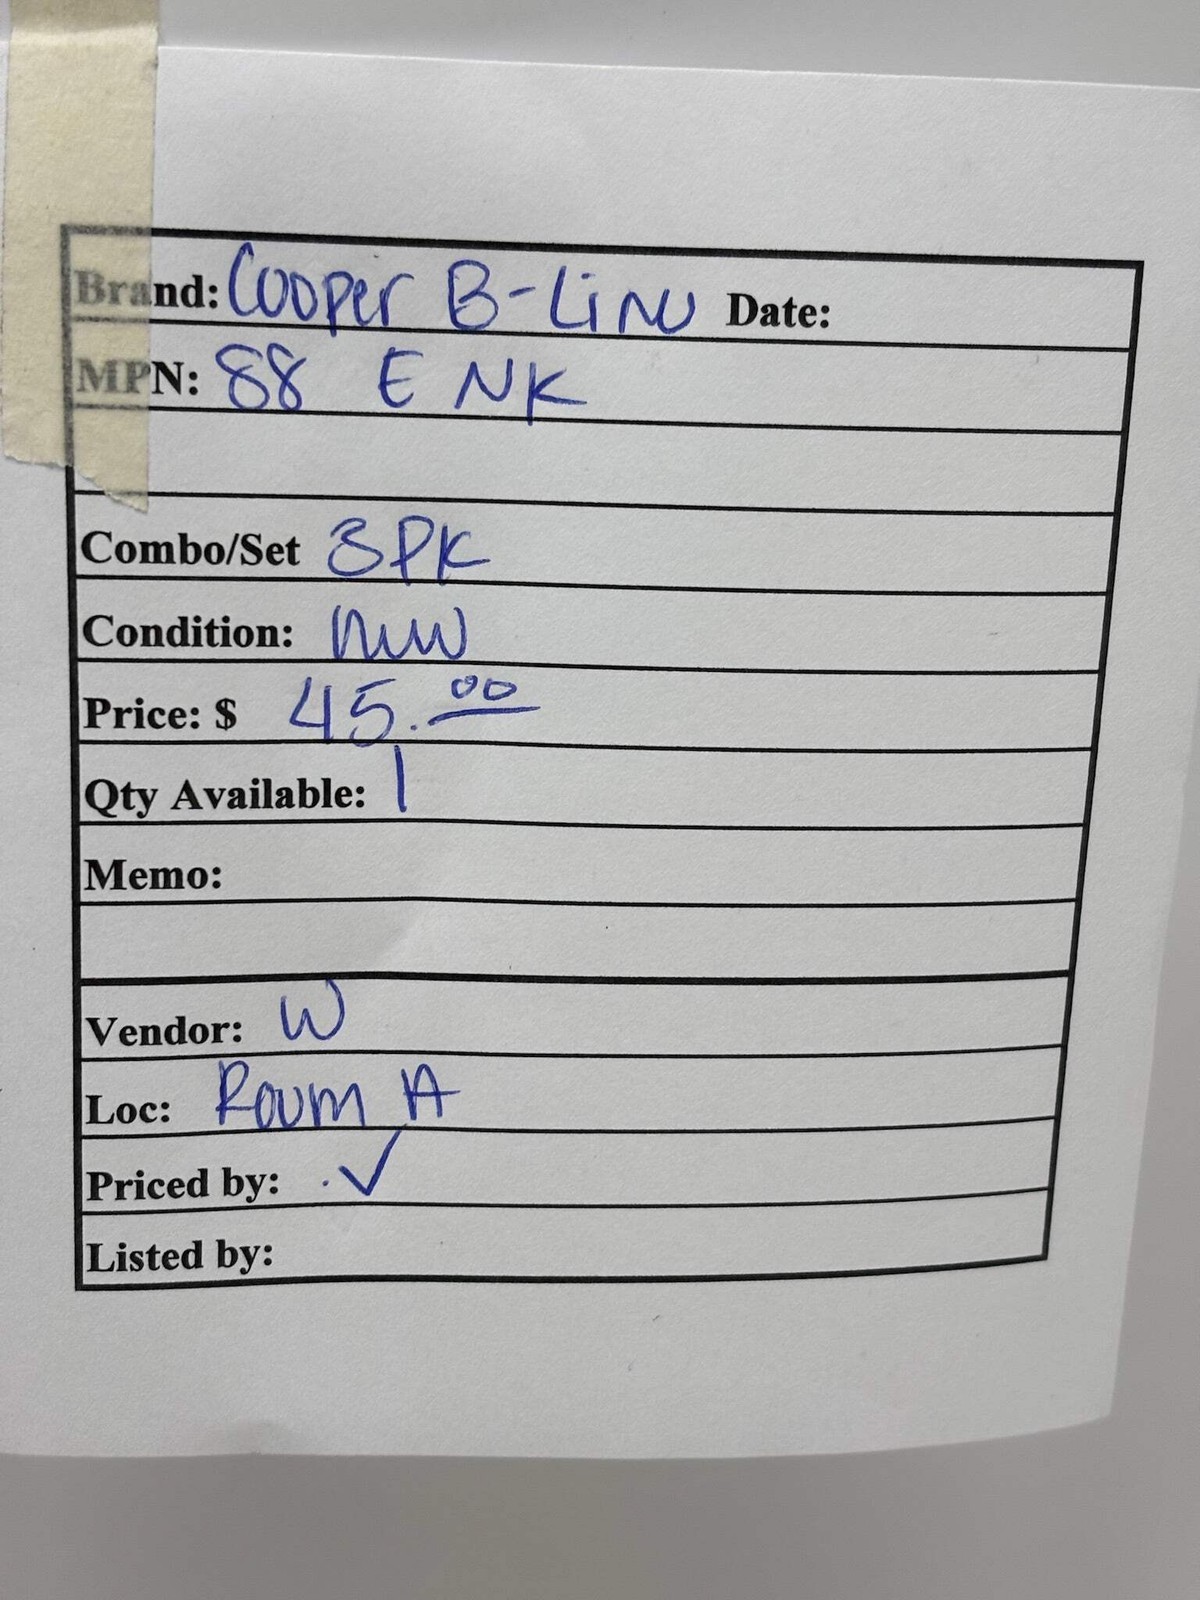 Brand: Cooper B-Line Date:
MPN: 88 ENK
Combo/Set 3PK
Condition: new
Price: $ 45.00
Qty Available: 1
Memo:
Vendor: W
Loc: Room A
Priced by: ✓
Listed by: